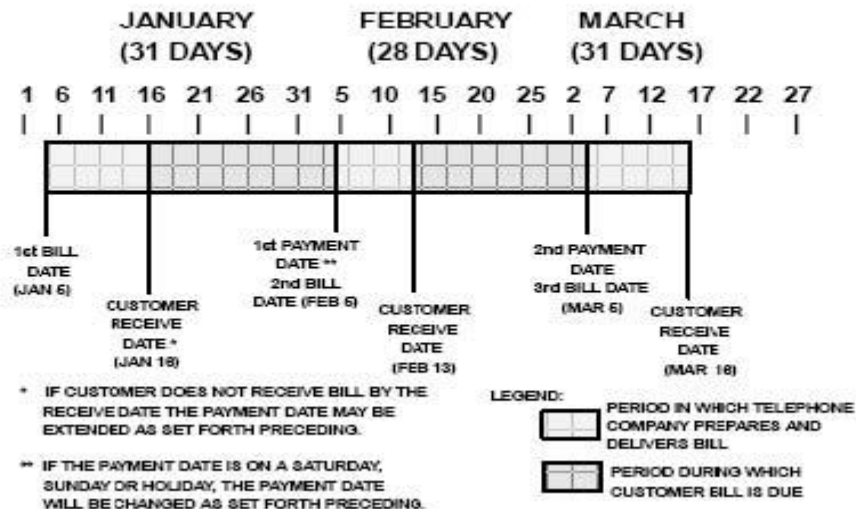 JANUARY FEBRUARY MARCH
(31 DAYS) (28 DAYS) (31 DAYS)
1 6 11 16 21 26 31 5 10 15 20 25 2 7 12 17 22 27
1st BILL
DATE
(JAN 5)
CUSTOMER
RECEIVE
DATE *
(JAN 16)
1st PAYMENT
DATE **
2nd BILL
DATE (FEB 5)
CUSTOMER
RECEIVE
DATE
(FEB 13)
2nd PAYMENT
DATE
3rd BILL DATE
(MAR 5)
CUSTOMER
RECEIVE
DATE
(MAR 16)
* IF CUSTOMER DOES NOT RECEIVE BILL BY THE
RECEIVE DATE THE PAYMENT DATE MAY BE
EXTENDED AS SET FORTH PRECEDING.
** IF THE PAYMENT DATE IS ON A SATURDAY,
SUNDAY OR HOLIDAY, THE PAYMENT DATE
WILL BE CHANGED AS SET FORTH PRECEDING.
LEGEND:
PERIOD IN WHICH TELEPHONE
COMPANY PREPARES AND
DELIVERS BILL
PERIOD DURING WHICH
CUSTOMER BILL IS DUE